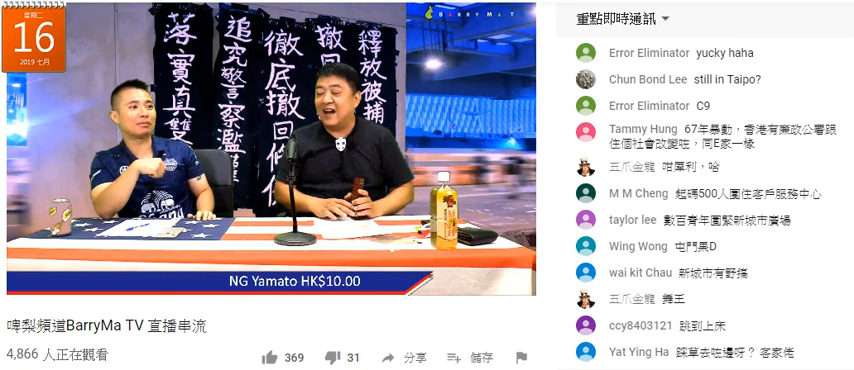 星期二
16
2019 七月
BARRYMA TV
落實真雙
追究警察濫權
徹底撤回修例
撤回
釋放被捕
NG Yamato HK$10.00
啤梨頻道BarryMa TV 直播串流
4,866 人正在觀看
369
31
分享
儲存
重點即時通訊
Error Eliminator yucky haha
Chun Bond Lee still in Taipo?
Error Eliminator C9
Tammy Hung 67年暴動，香港有廉政公署跟
住個社會改變咗，同E家一樣
五爪金龍 咁犀利，哈
M M Cheng 起碼500人圍住客戶服務中心
taylor lee 數百青年圍緊新城市廣場
Wing Wong 屯門果D
wai kit Chau 新城市有野搞
五爪金龍 舞王
ccy8403121 跳到上床
Yat Ying Ha 踩草去咗邊呀？ 客家佬